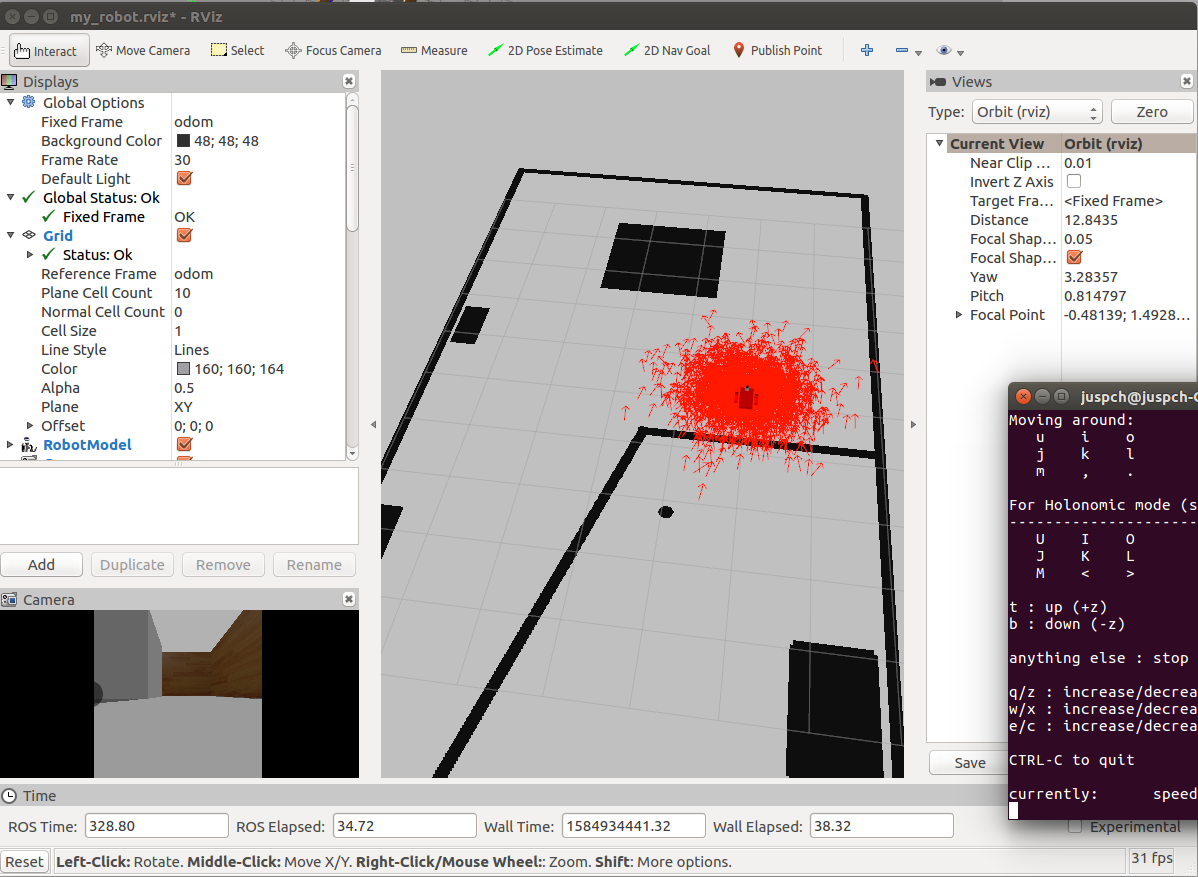 my_robot.rviz* - RViz
Interact Move Camera Select Focus Camera Measure 2D Pose Estimate 2D Nav Goal Publish Point
Displays
Global Options
Fixed Frame odom
Background Color 48; 48; 48
Frame Rate 30
Default Light
Global Status: Ok
Fixed Frame OK
Grid
Status: Ok
Reference Frame odom
Plane Cell Count 10
Normal Cell Count 0
Cell Size 1
Line Style Lines
Color 160; 160; 164
Alpha 0.5
Plane XY
Offset 0; 0; 0
RobotModel
Add Duplicate Remove Rename
Camera
Views
Type: Orbit (rviz) Zero
Current View Orbit (rviz)
Near Clip ... 0.01
Invert Z Axis
Target Fra... <Fixed Frame>
Distance 12.8435
Focal Shap... 0.05
Focal Shap...
Yaw 3.28357
Pitch 0.814797
Focal Point -0.48139; 1.4928...
Save
juspch@juspch-
Moving around:
u i o
j k l
m , .
For Holonomic mode (s
---------------------
U I O
J K L
M < >
t : up (+z)
b : down (-z)
anything else : stop
q/z : increase/decrea
w/x : increase/decrea
e/c : increase/decrea
CTRL-C to quit
currently: speed
Time
ROS Time: 328.80 ROS Elapsed: 34.72 Wall Time: 1584934441.32 Wall Elapsed: 38.32 Experimental
Reset Left-Click: Rotate. Middle-Click: Move X/Y. Right-Click/Mouse Wheel:: Zoom. Shift: More options. 31 fps